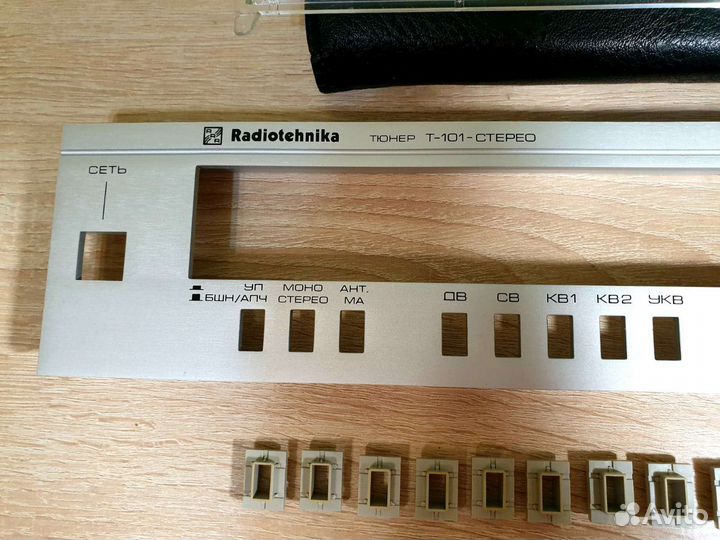 Radiotehnika ТЮНЕР Т-101-СТЕРЕО
СЕТЬ
УП МОНО АНТ.
БШН/АПЧ СТЕРЕО МА
ДВ СВ КВ1 КВ2 УКВ
Avito